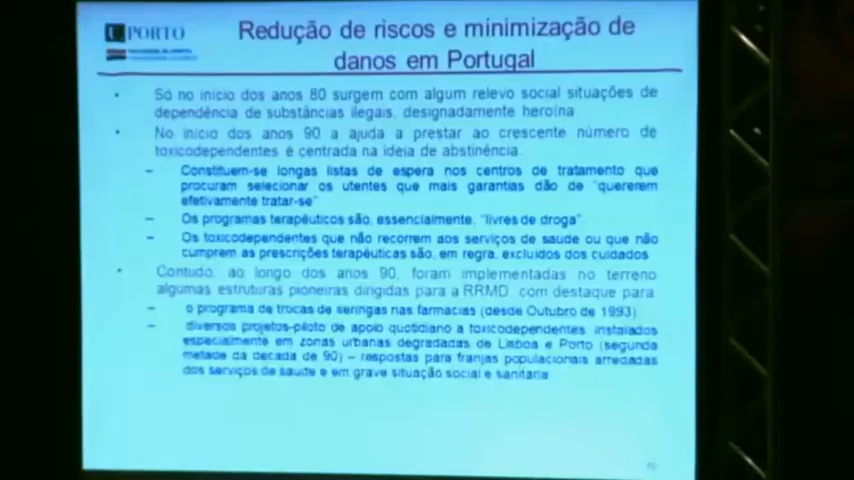 U.PORTO
Redução de riscos e minimização de
danos em Portugal
• Só no início dos anos 80 surgem com algum relevo social situações de
dependência de substâncias ilegais, designadamente heroína
• No início dos anos 90 a ajuda a prestar ao crescente número de
toxicodependentes é centrada na ideia de abstinência.
– Constituem-se longas listas de espera nos centros de tratamento que
procuram selecionar os utentes que mais garantias dão de "quererem
efetivamente tratar-se"
– Os programas terapêuticos são, essencialmente, "livres de droga".
– Os toxicodependentes que não recorrem aos serviços de saúde ou que não
cumprem as prescrições terapêuticas são, em regra, excluídos dos cuidados
• Contudo, ao longo dos anos 90, foram implementadas no terreno
algumas estruturas pioneiras dirigidas para a RRMD, com destaque para
– o programa de trocas de seringas nas farmácias (desde Outubro de 1993)
– diversos projetos-piloto de apoio quotidiano a toxicodependentes, instalados
especialmente em zonas urbanas degradadas de Lisboa e Porto (segunda
metade da década de 90) – respostas para franjas populacionais arredadas
dos serviços de saúde e em grave situação social e sanitária